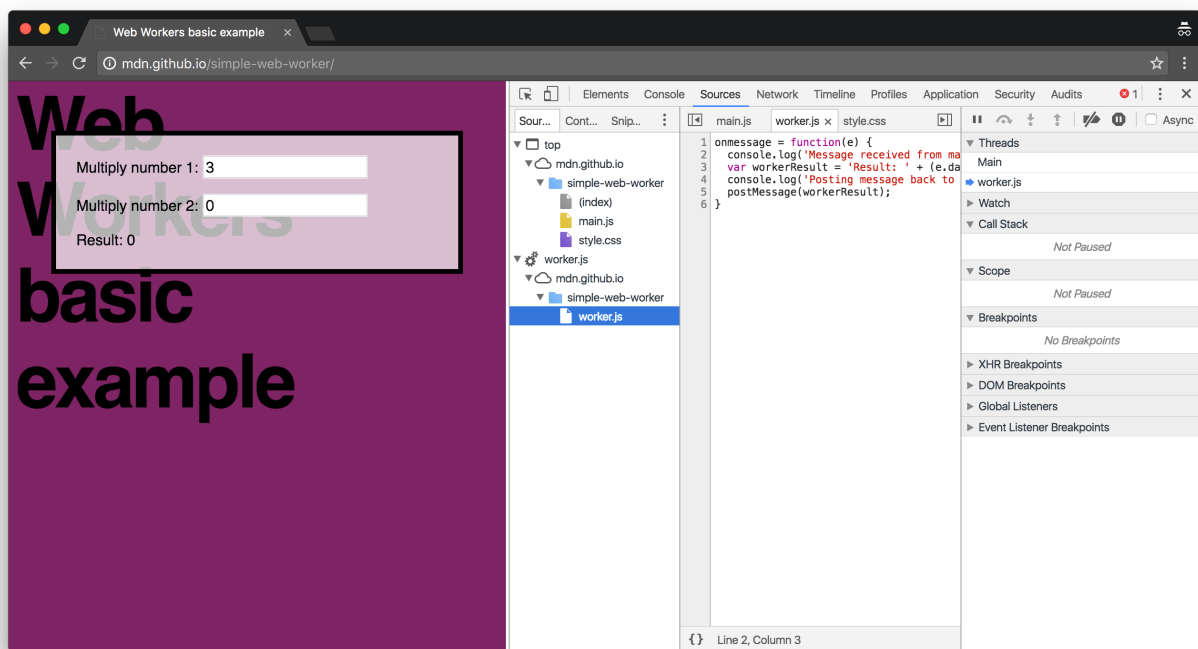 Web Workers basic example
mdn.github.io/simple-web-worker/
Web
Workers
basic
example
Multiply number 1: 3
Multiply number 2: 0
Result: 0
Elements Console Sources Network Timeline Profiles Application Security Audits 1
Sour... Cont... Snip...
top
mdn.github.io
simple-web-worker
(index)
main.js
style.css
worker.js
mdn.github.io
simple-web-worker
worker.js
main.js worker.js style.css
1 onmessage = function(e) {
2 console.log('Message received from ma
3 var workerResult = 'Result: ' + (e.da
4 console.log('Posting message back to
5 postMessage(workerResult);
6 }
{} Line 2, Column 3
Async
Threads
Main
worker.js
Watch
Call Stack
Not Paused
Scope
Not Paused
Breakpoints
No Breakpoints
XHR Breakpoints
DOM Breakpoints
Global Listeners
Event Listener Breakpoints